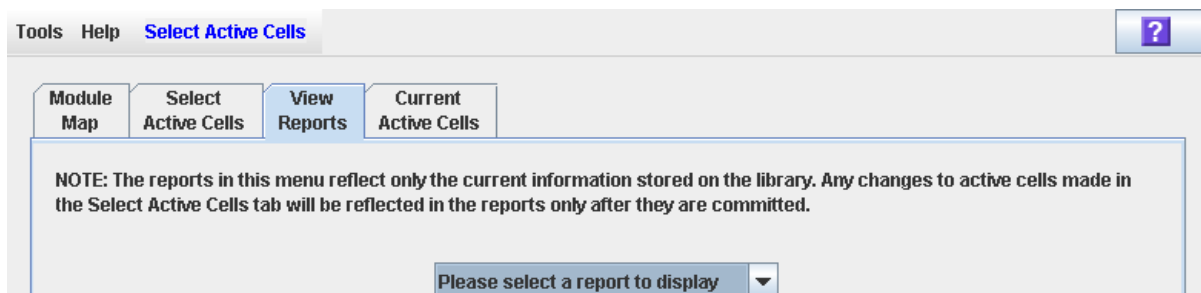 Tools Help Select Active Cells ?
Module Map
Select Active Cells
View Reports
Current Active Cells
NOTE: The reports in this menu reflect only the current information stored on the library. Any changes to active cells made in
the Select Active Cells tab will be reflected in the reports only after they are committed.
Please select a report to display